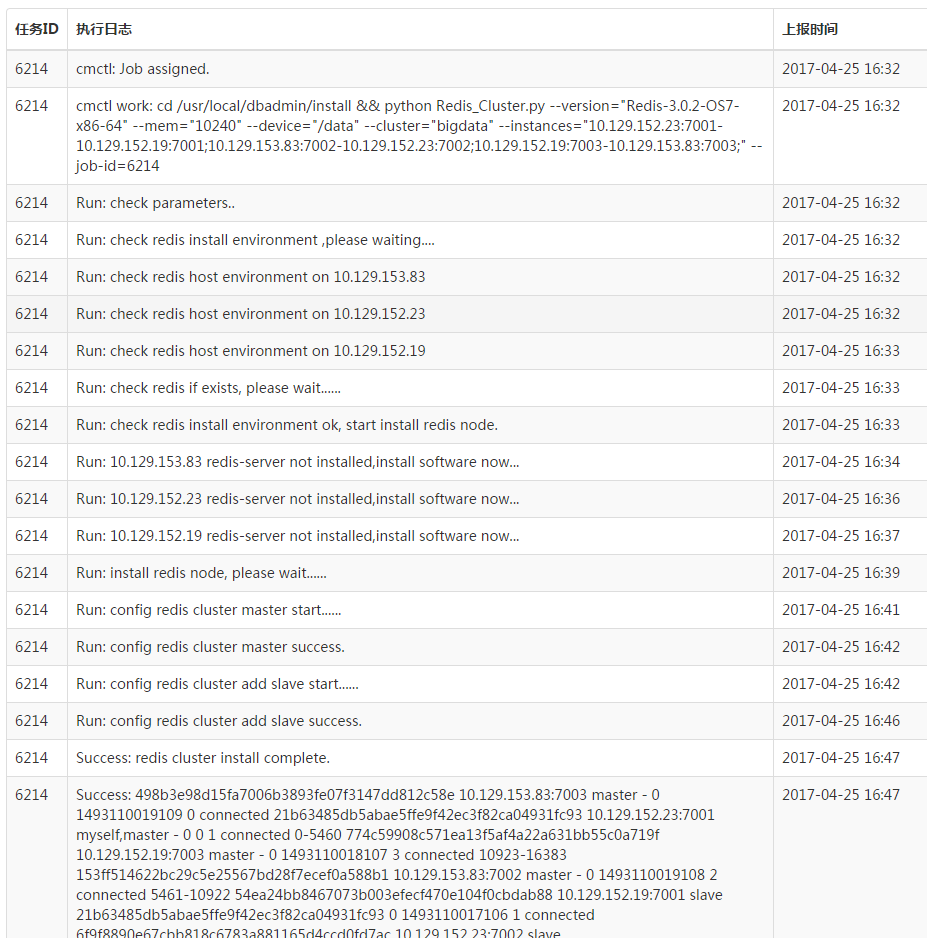 任务ID 执行日志 上报时间
6214 cmctl: Job assigned. 2017-04-25 16:32
6214 cmctl work: cd /usr/local/dbadmin/install && python Redis_Cluster.py --version="Redis-3.0.2-OS7- 2017-04-25 16:32
x86-64" --mem="10240" --device="/data" --cluster="bigdata" --instances="10.129.152.23:7001-
10.129.152.19:7001;10.129.153.83:7002-10.129.152.23:7002;10.129.152.19:7003-10.129.153.83:7003;" --
job-id=6214
6214 Run: check parameters.. 2017-04-25 16:32
6214 Run: check redis install environment ,please waiting.... 2017-04-25 16:32
6214 Run: check redis host environment on 10.129.153.83 2017-04-25 16:32
6214 Run: check redis host environment on 10.129.152.23 2017-04-25 16:32
6214 Run: check redis host environment on 10.129.152.19 2017-04-25 16:33
6214 Run: check redis if exists, please wait...... 2017-04-25 16:33
6214 Run: check redis install environment ok, start install redis node. 2017-04-25 16:33
6214 Run: 10.129.153.83 redis-server not installed,install software now... 2017-04-25 16:34
6214 Run: 10.129.152.23 redis-server not installed,install software now... 2017-04-25 16:36
6214 Run: 10.129.152.19 redis-server not installed,install software now... 2017-04-25 16:37
6214 Run: install redis node, please wait...... 2017-04-25 16:39
6214 Run: config redis cluster master start...... 2017-04-25 16:41
6214 Run: config redis cluster master success. 2017-04-25 16:42
6214 Run: config redis cluster add slave start...... 2017-04-25 16:42
6214 Run: config redis cluster add slave success. 2017-04-25 16:46
6214 Success: redis cluster install complete. 2017-04-25 16:47
6214 Success: 498b3e98d15fa7006b3893fe07f3147dd812c58e 10.129.153.83:7003 master - 0 2017-04-25 16:47
1493110019109 0 connected 21b63485db5abae5ffe9f42ec3f82ca04931fc93 10.129.152.23:7001
myself,master - 0 0 1 connected 0-5460 774c59908c571ea13f5af4a22a631bb55c0a719f
10.129.152.19:7003 master - 0 1493110018107 3 connected 10923-16383
153ff514622bc29c5e25567bd28f7ecef0a588b1 10.129.153.83:7002 master - 0 1493110019108 2
connected 5461-10922 54ea24bb8467073b003efecf470e104f0cbdab88 10.129.152.19:7001 slave
21b63485db5abae5ffe9f42ec3f82ca04931fc93 0 1493110017106 1 connected
6f9f8890e67cbb818c6783a881165d4ccd0fd7ac 10.129.152.23:7002 slave